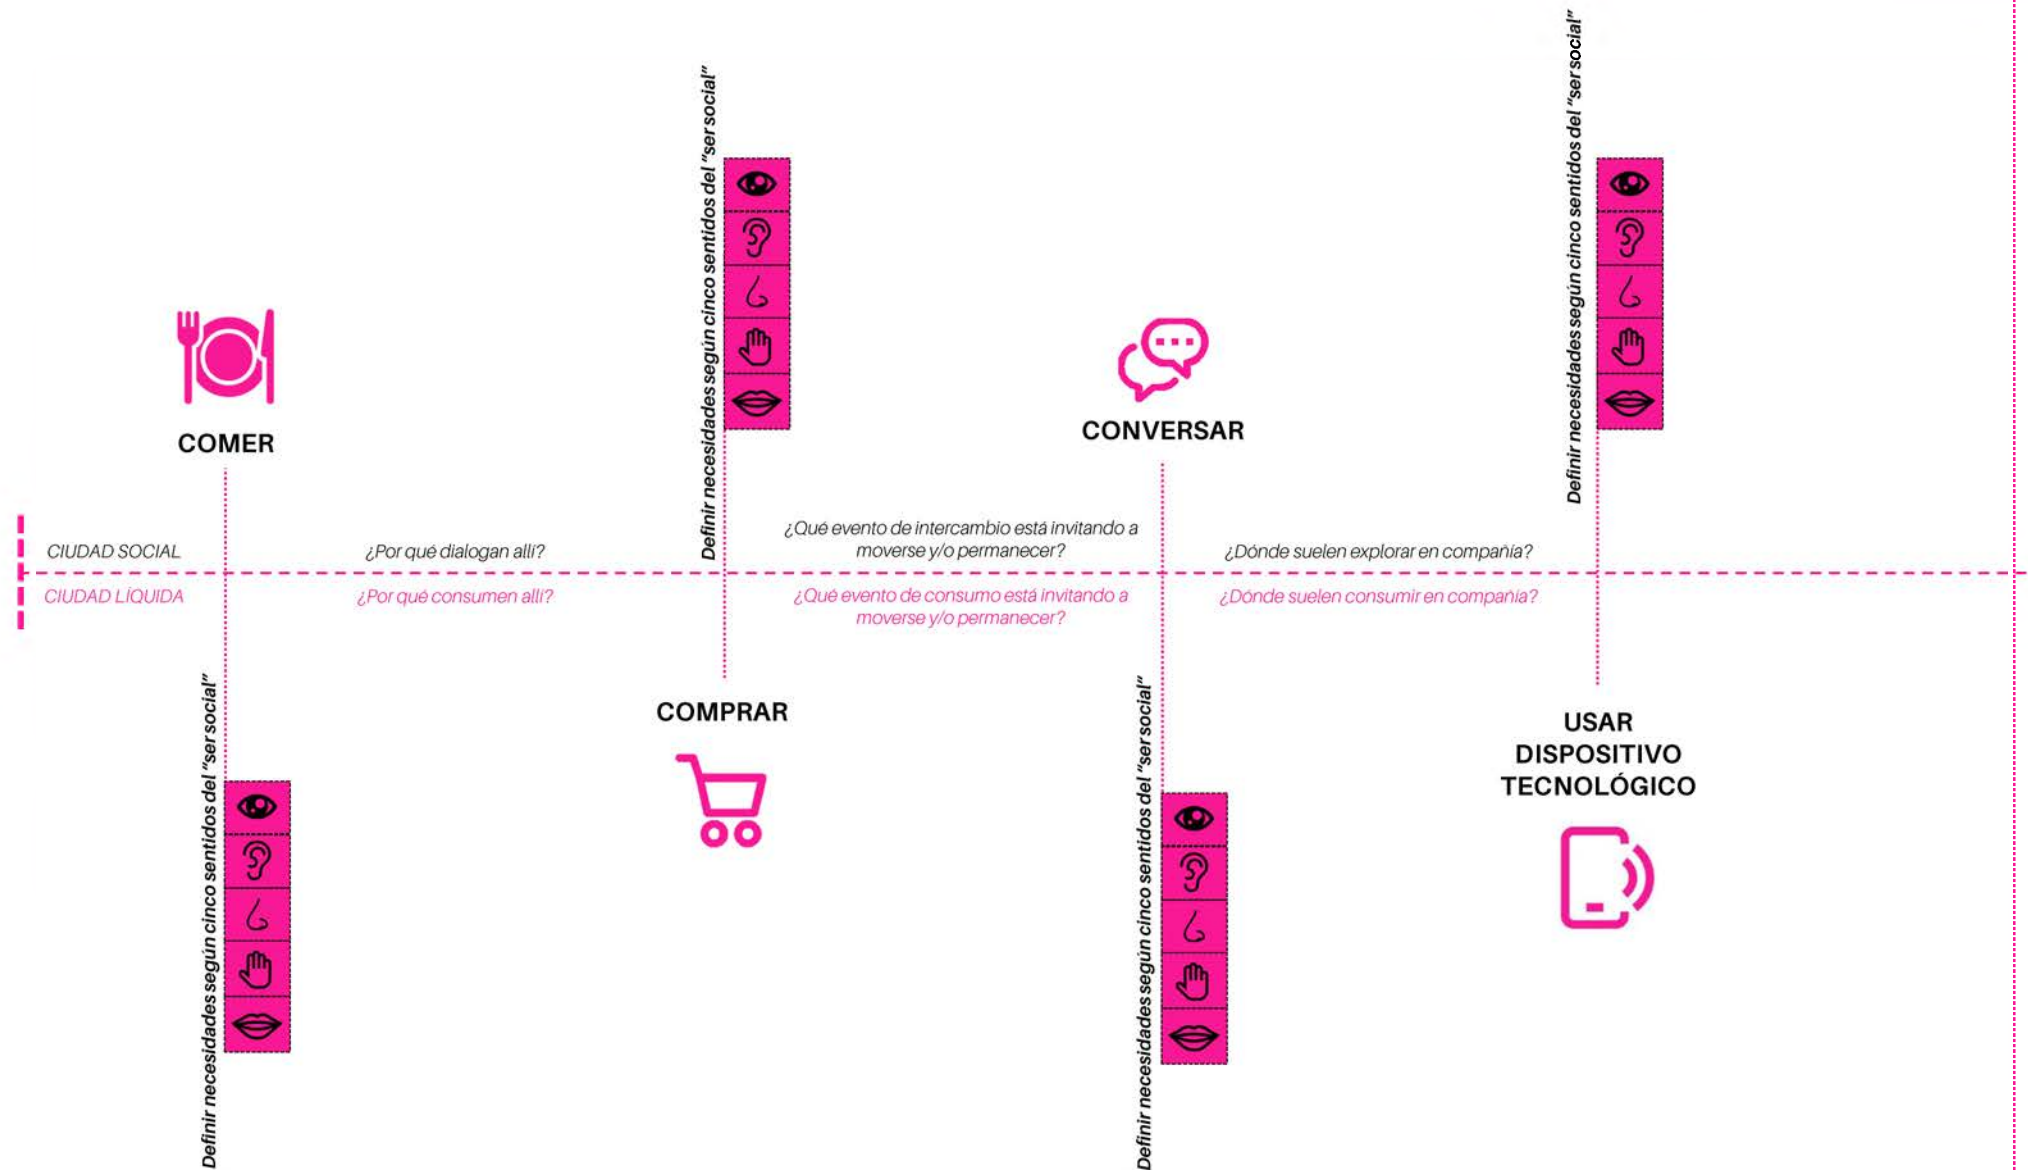 Definir necesidades según cinco sentidos del "ser social"
Definir necesidades según cinco sentidos del "ser social"
COMER
CONVERSAR
CIUDAD SOCIAL
¿Por qué dialogan allí?
¿Qué evento de intercambio está invitando a
moverse y/o permanecer?
¿Dónde suelen explorar en compañía?
CIUDAD LÍQUIDA
¿Por qué consumen allí?
¿Qué evento de consumo está invitando a
moverse y/o permanecer?
¿Dónde suelen consumir en compañía?
Definir necesidades según cinco sentidos del "ser social"
COMPRAR
Definir necesidades según cinco sentidos del "ser social"
USAR
DISPOSITIVO
TECNOLÓGICO